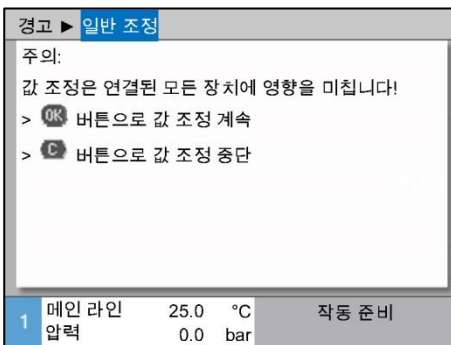 경고 ► 일반 조정
주의:
값 조정은 연결된 모든 장치에 영향을 미칩니다!
> OK 버튼으로 값 조정 계속
> C 버튼으로 값 조정 중단
1 메인 라인 25.0 °C 작동 준비
압력 0.0 bar